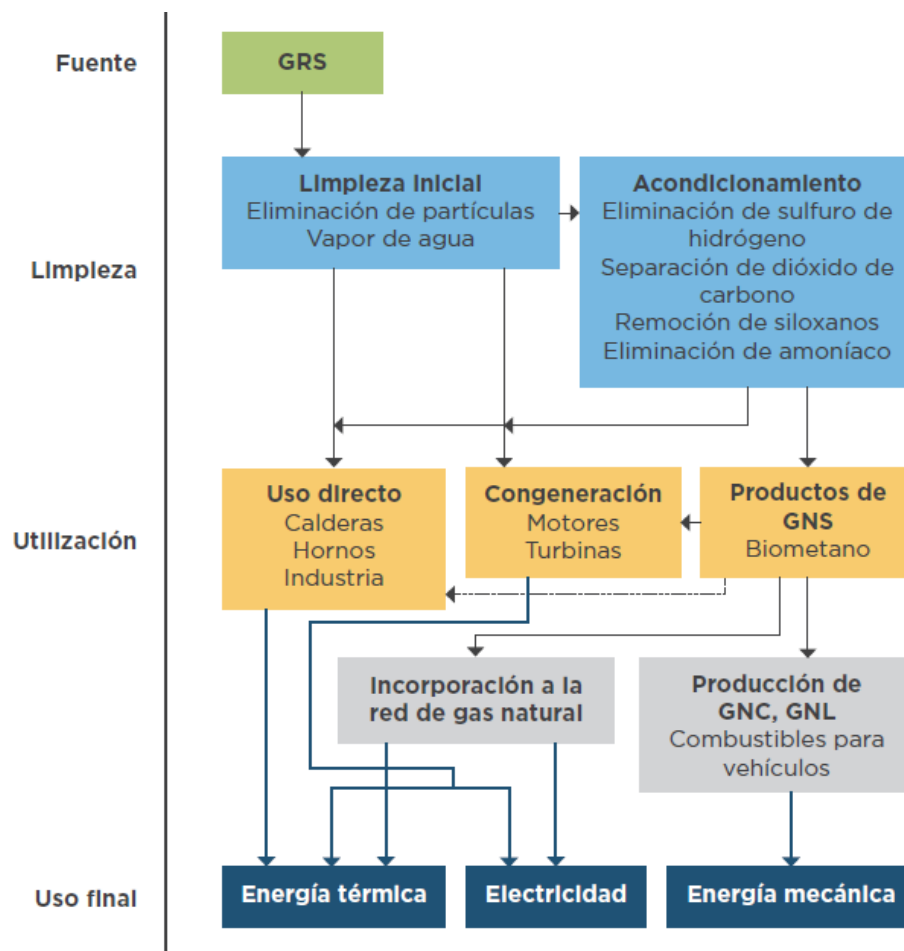 Fuente
GRS
Limpieza
Limpieza inicial
Eliminación de partículas
Vapor de agua
Acondicionamiento
Eliminación de sulfuro de
hidrógeno
Separación de dióxido de
carbono
Remoción de siloxanos
Eliminación de amoníaco
Utilización
Uso directo
Calderas
Hornos
Industria
Congeneración
Motores
Turbinas
Productos de
GNS
Biometano
Incorporación a la
red de gas natural
Producción de
GNC, GNL
Combustibles para
vehículos
Uso final
Energía térmica
Electricidad
Energía mecánica